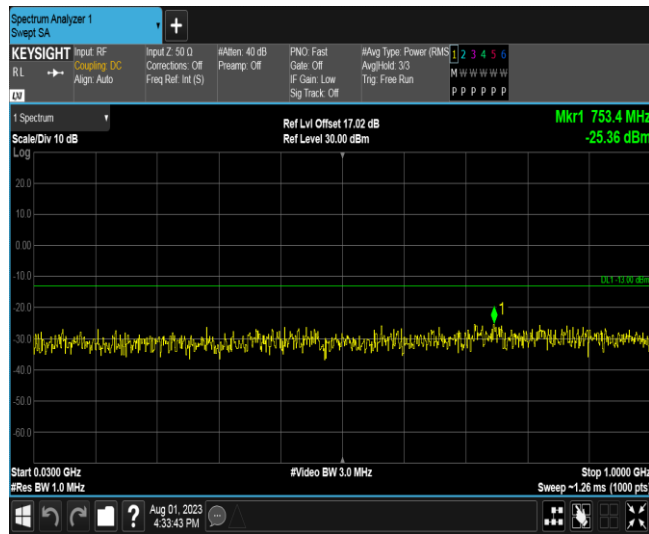 Spectrum Analyzer 1
Swept SA
+
KEYSIGHT
RL
LXI
Input: RF
Coupling: DC
Align: Auto
Input Z: 50 Ω
Corrections: Off
Freq Ref: Int (S)
#Atten: 40 dB
Preamp: Off
PNO: Fast
Gate: Off
IF Gain: Low
Sig Track: Off
#Avg Type: Power (RMS
Avg|Hold: 3/3
Trig: Free Run
1 2 3 4 5 6
M W W W W W
P P P P P P
1 Spectrum
Scale/Div 10 dB
Log
Ref Lvl Offset 17.02 dB
Ref Level 30.00 dBm
Mkr1 753.4 MHz
-25.36 dBm
20.0
10.0
0.00
-10.0
DL1 -13.00 dBm
-20.0
1
-30.0
-40.0
-50.0
-60.0
Start 0.0300 GHz
#Video BW 3.0 MHz
Stop 1.0000 GHz
#Res BW 1.0 MHz
Sweep ~1.26 ms (1000 pts)
?
Aug 01, 2023
4:33:43 PM